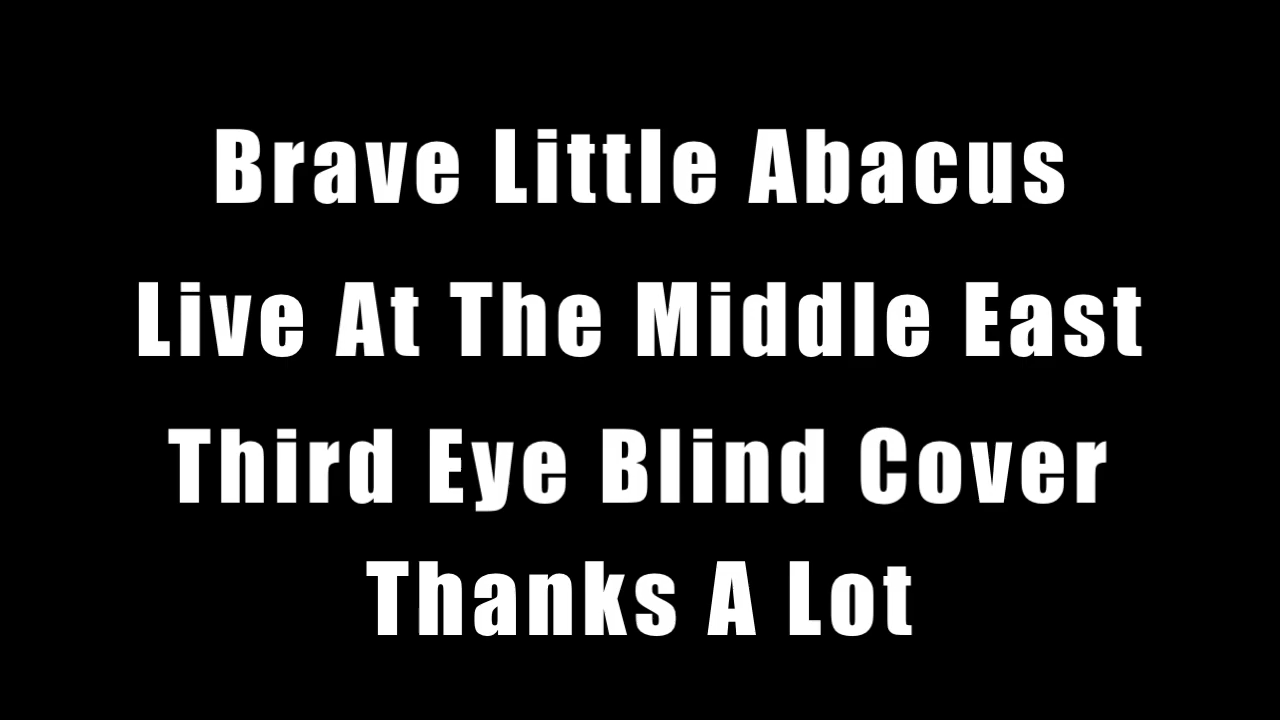 Brave Little Abacus
Live At The Middle East
Third Eye Blind Cover
Thanks A Lot